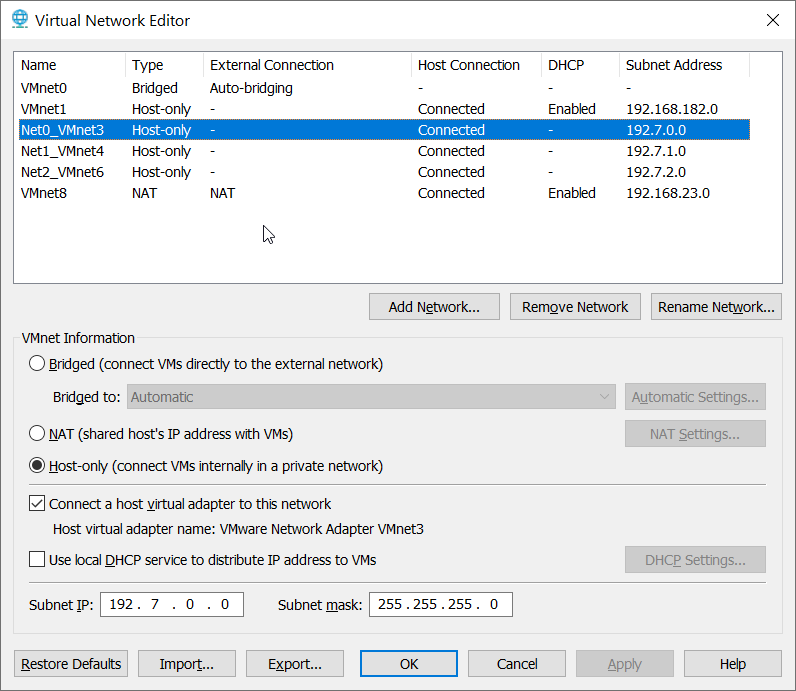 Virtual Network Editor
Name Type External Connection Host Connection DHCP Subnet Address
VMnet0 Bridged Auto-bridging - - -
VMnet1 Host-only - Connected Enabled 192.168.182.0
Net0_VMnet3 Host-only - Connected - 192.7.0.0
Net1_VMnet4 Host-only - Connected - 192.7.1.0
Net2_VMnet6 Host-only - Connected - 192.7.2.0
VMnet8 NAT NAT Connected Enabled 192.168.23.0
Add Network... Remove Network Rename Network...
VMnet Information
Bridged (connect VMs directly to the external network)
Bridged to: Automatic Automatic Settings...
NAT (shared host's IP address with VMs) NAT Settings...
Host-only (connect VMs internally in a private network)
Connect a host virtual adapter to this network
Host virtual adapter name: VMware Network Adapter VMnet3
Use local DHCP service to distribute IP address to VMs DHCP Settings...
Subnet IP: 192 . 7 . 0 . 0 Subnet mask: 255 . 255 . 255 . 0
Restore Defaults Import... Export... OK Cancel Apply Help